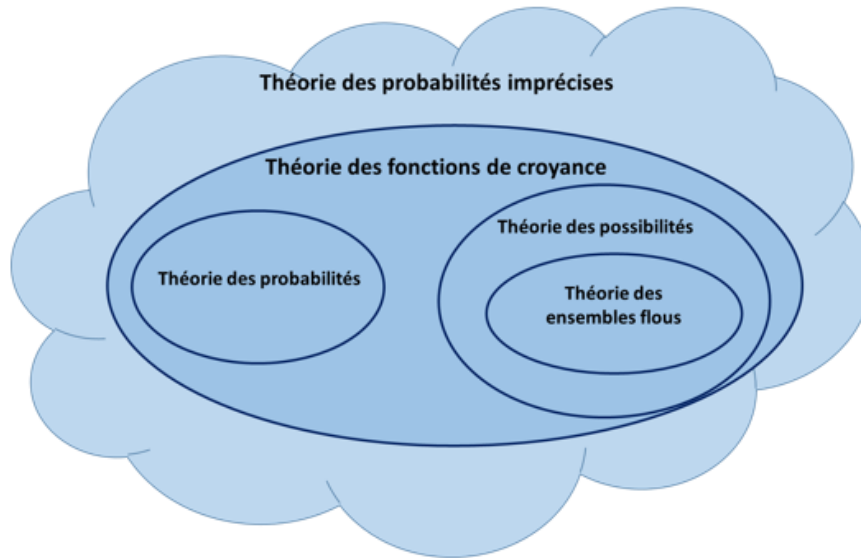 Théorie des probabilités imprécises
Théorie des fonctions de croyance
Théorie des probabilités
Théorie des possibilités
Théorie des
ensembles flous